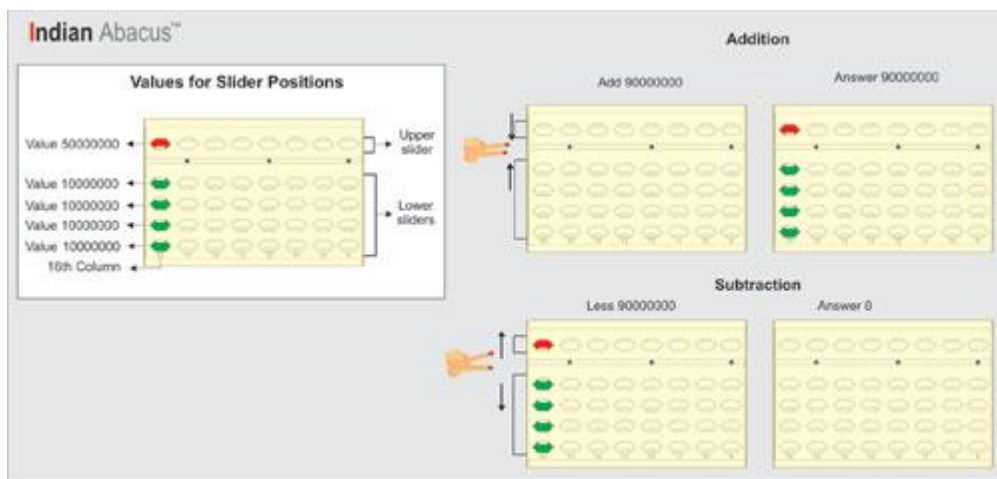 Indian Abacus™
Values for Slider Positions
Value 50000000
Upper
slider
Value 10000000
Value 10000000
Value 10000000
Value 10000000
Lower
sliders
16th Column
Addition
Add 90000000
Answer 90000000
Subtraction
Less 90000000
Answer 0